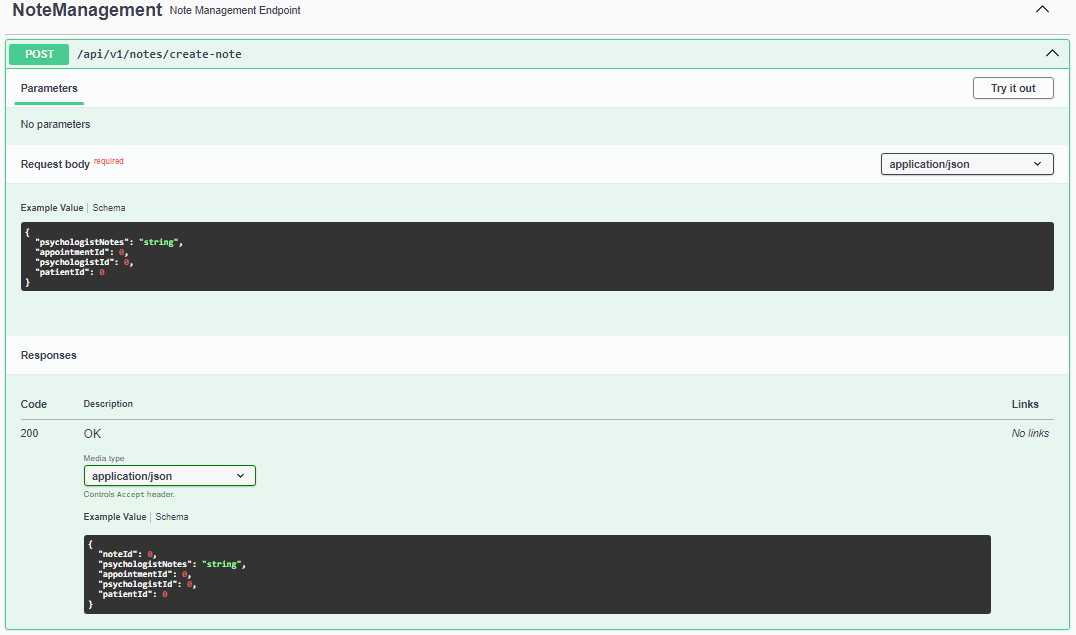 NoteManagement Note Management Endpoint
POST /api/v1/notes/create-note
Parameters Try it out
No parameters
Request body required application/json
Example Value | Schema
{
  "psychologistNotes": "string",
  "appointmentId": 0,
  "psychologistId": 0,
  "patientId": 0
}
Responses
Code Description Links
200 OK No links
Media type
application/json
Controls Accept header.
Example Value | Schema
{
  "noteId": 0,
  "psychologistNotes": "string",
  "appointmentId": 0,
  "psychologistId": 0,
  "patientId": 0
}